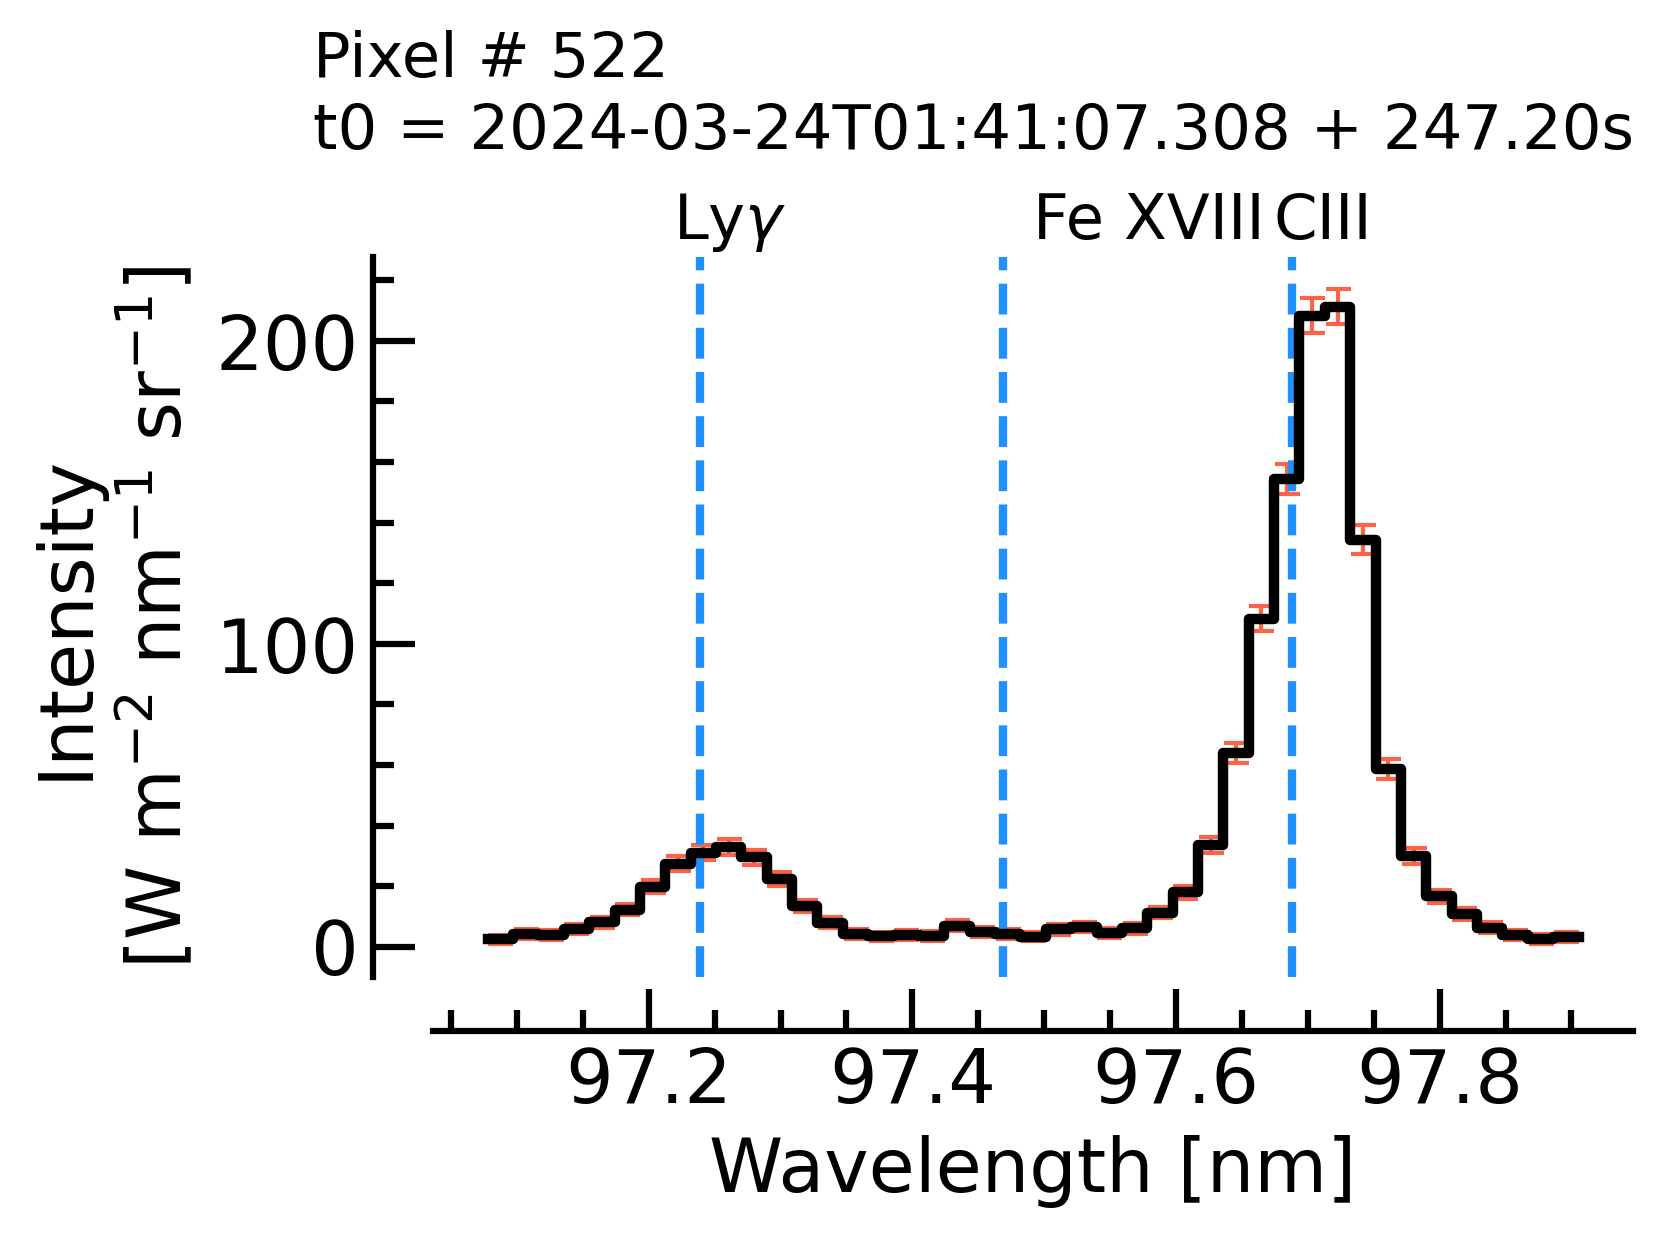 Pixel # 522
t0 = 2024-03-24T01:41:07.308 + 247.20s
Lyγ Fe XVIII CIII
Intensity
[W m⁻² nm⁻¹ sr⁻¹]
200
100
0
97.2 97.4 97.6 97.8
Wavelength [nm]